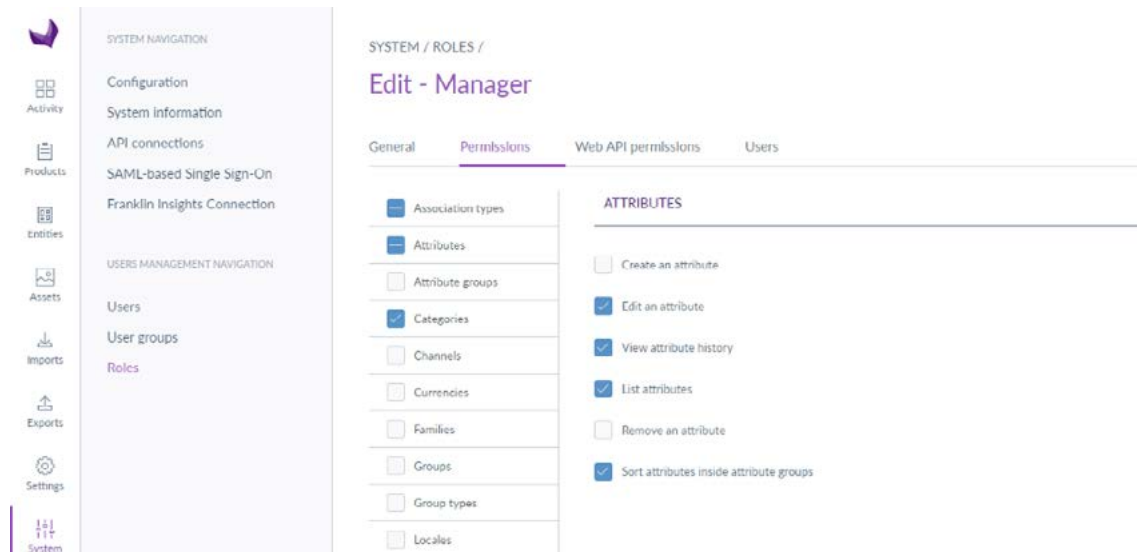 Activity
Products
Entities
Assets
Imports
Exports
Settings
System
SYSTEM NAVIGATION
Configuration
System information
API connections
SAML-based Single Sign-On
Franklin Insights Connection
USERS MANAGEMENT NAVIGATION
Users
User groups
Roles
SYSTEM / ROLES /
Edit - Manager
General Permissions Web API permissions Users
Association types
Attributes
Attribute groups
Categories
Channels
Currencies
Families
Groups
Group types
Locales
ATTRIBUTES
Create an attribute
Edit an attribute
View attribute history
List attributes
Remove an attribute
Sort attributes inside attribute groups